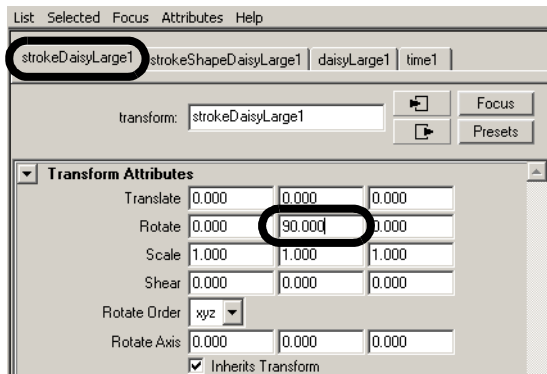 List Selected Focus Attributes Help
strokeDaisyLarge1 strokeShapeDaisyLarge1 daisyLarge1 time1
transform: strokeDaisyLarge1 Focus
Presets
Transform Attributes
Translate 0.000 0.000 0.000
Rotate 0.000 90.000 0.000
Scale 1.000 1.000 1.000
Shear 0.000 0.000 0.000
Rotate Order xyz
Rotate Axis 0.000 0.000 0.000
Inherits Transform